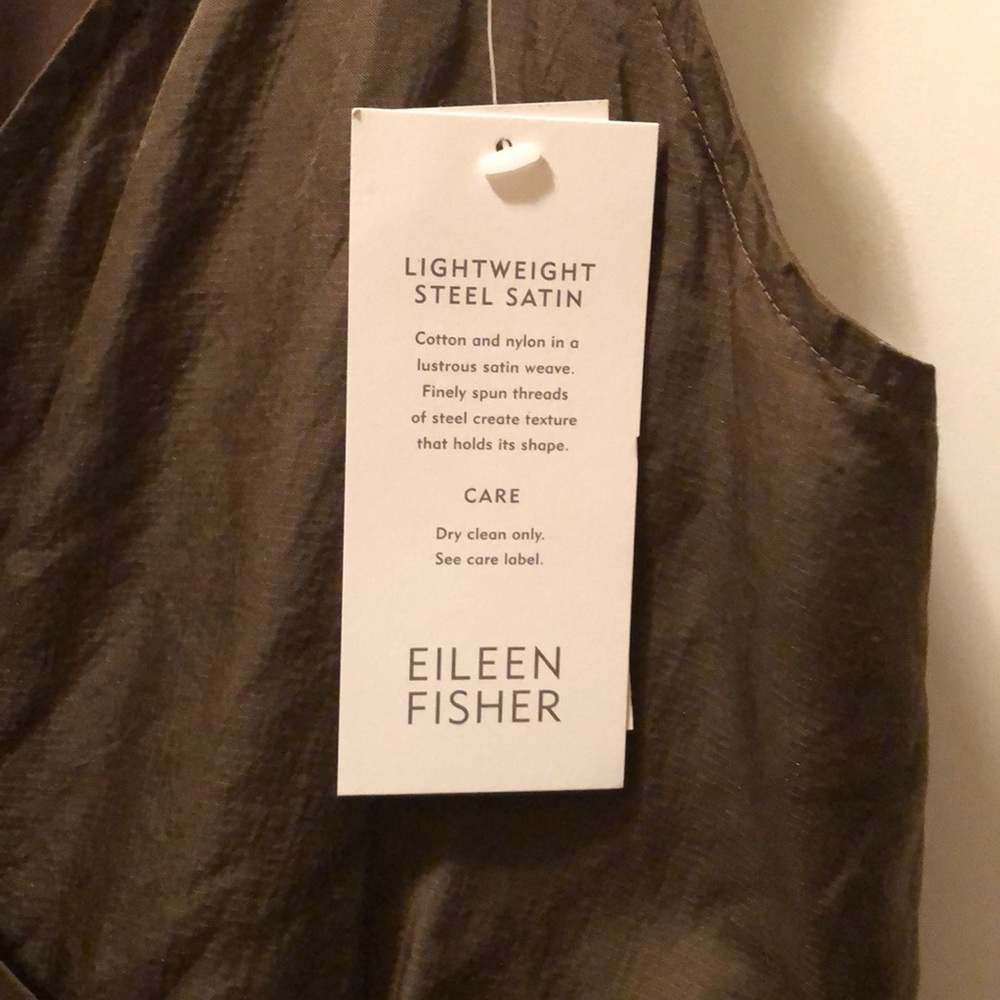 LIGHTWEIGHT
STEEL SATIN
Cotton and nylon in a
lustrous satin weave.
Finely spun threads
of steel create texture
that holds its shape.
CARE
Dry clean only.
See care label.
EILEEN
FISHER